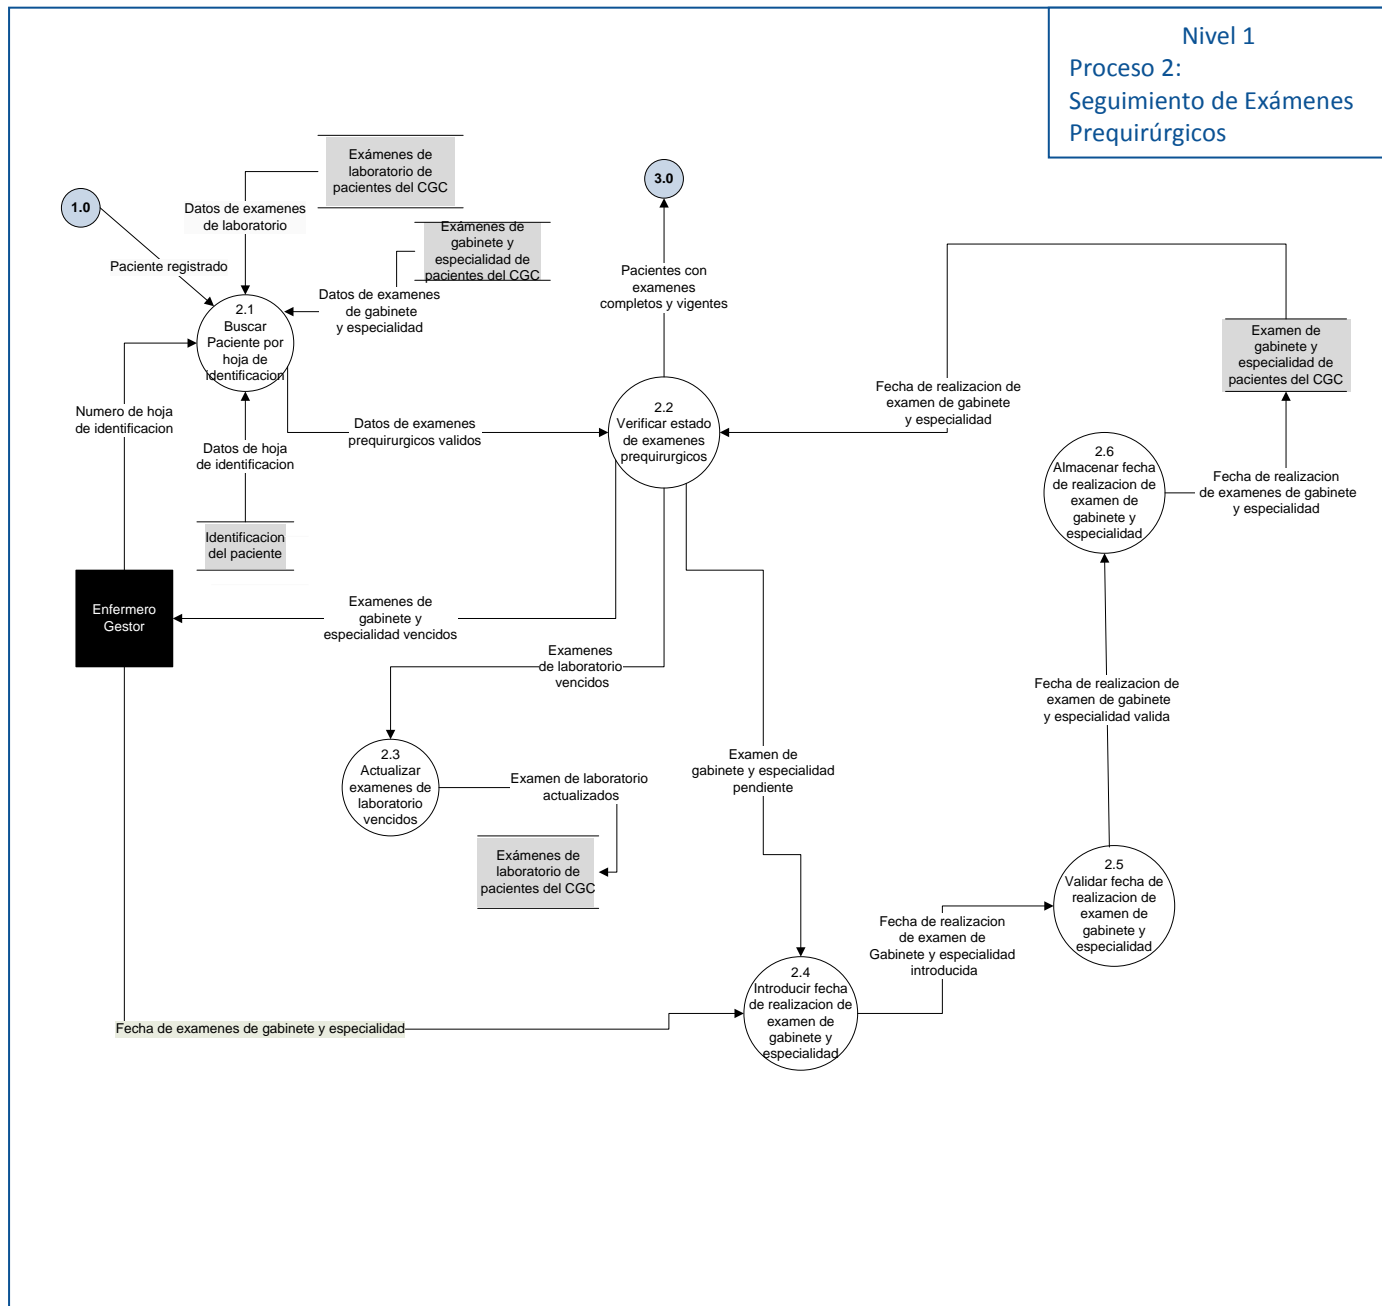 Nivel 1
Proceso 2:
Seguimiento de Exámenes
Prequirúrgicos
Exámenes de
laboratorio de
pacientes del CGC
3.0
1.0
Datos de examenes
de laboratorio
Exámenes de
gabinete y
especialidad de
pacientes del CGC
Paciente registrado
Pacientes con
examenes
completos y vigentes
Datos de examenes
de gabinete
y especialidad
2.1
Buscar
Paciente por
hoja de
identificacion
Examen de
gabinete y
especialidad de
pacientes del CGC
Fecha de realizacion de
examen de gabinete
y especialidad
Numero de hoja
de identificacion
Datos de examenes
prequirurgicos validos
2.2
Verificar estado
de examenes
prequirurgicos
Datos de hoja
de identificacion
2.6
Almacenar fecha
de realizacion de
examen de
gabinete y
especialidad
Fecha de realizacion
de examenes de gabinete
y especialidad
Identificacion
del paciente
Enfermero
Gestor
Examenes de
gabinete y
especialidad vencidos
Examenes
de laboratorio
vencidos
Fecha de realizacion de
examen de gabinete
y especialidad valida
2.3
Actualizar
examenes de
laboratorio
vencidos
Examen de laboratorio
actualizados
Examen de
gabinete y especialidad
pendiente
Exámenes de
laboratorio de
pacientes del CGC
2.5
Validar fecha de
realizacion de
examen de
gabinete y
especialidad
Fecha de realizacion
de examen de
Gabinete y especialidad
introducida
2.4
Introducir fecha
de realizacion de
examen de
gabinete y
especialidad
Fecha de examenes de gabinete y especialidad